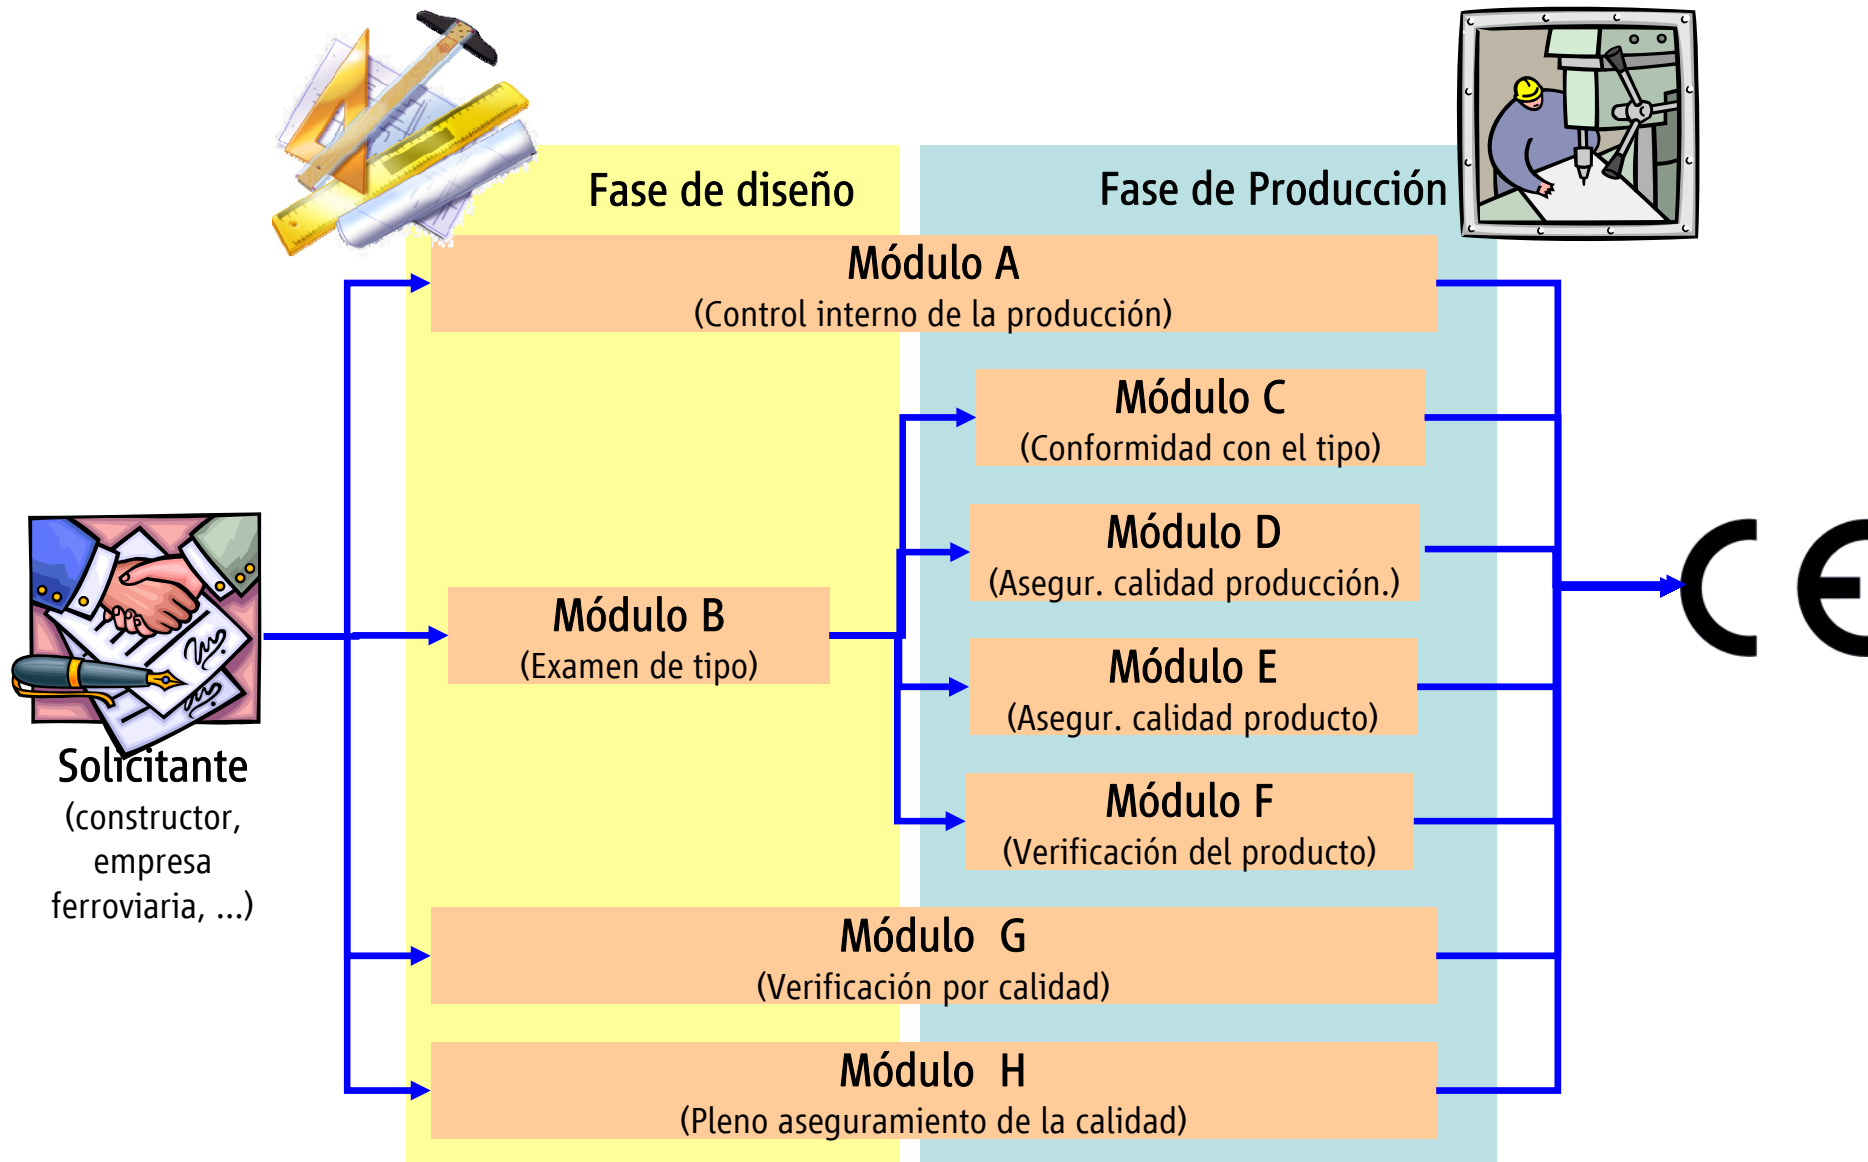 Fase de diseño
Fase de Producción
Módulo A
(Control interno de la producción)
Módulo C
(Conformidad con el tipo)
Módulo D
(Asegur. calidad producción.)
Módulo B
(Examen de tipo)
Módulo E
(Asegur. calidad producto)
Solicitante
(constructor,
empresa
ferroviaria, ...)
Módulo F
(Verificación del producto)
Módulo G
(Verificación por calidad)
Módulo H
(Pleno aseguramiento de la calidad)
CE